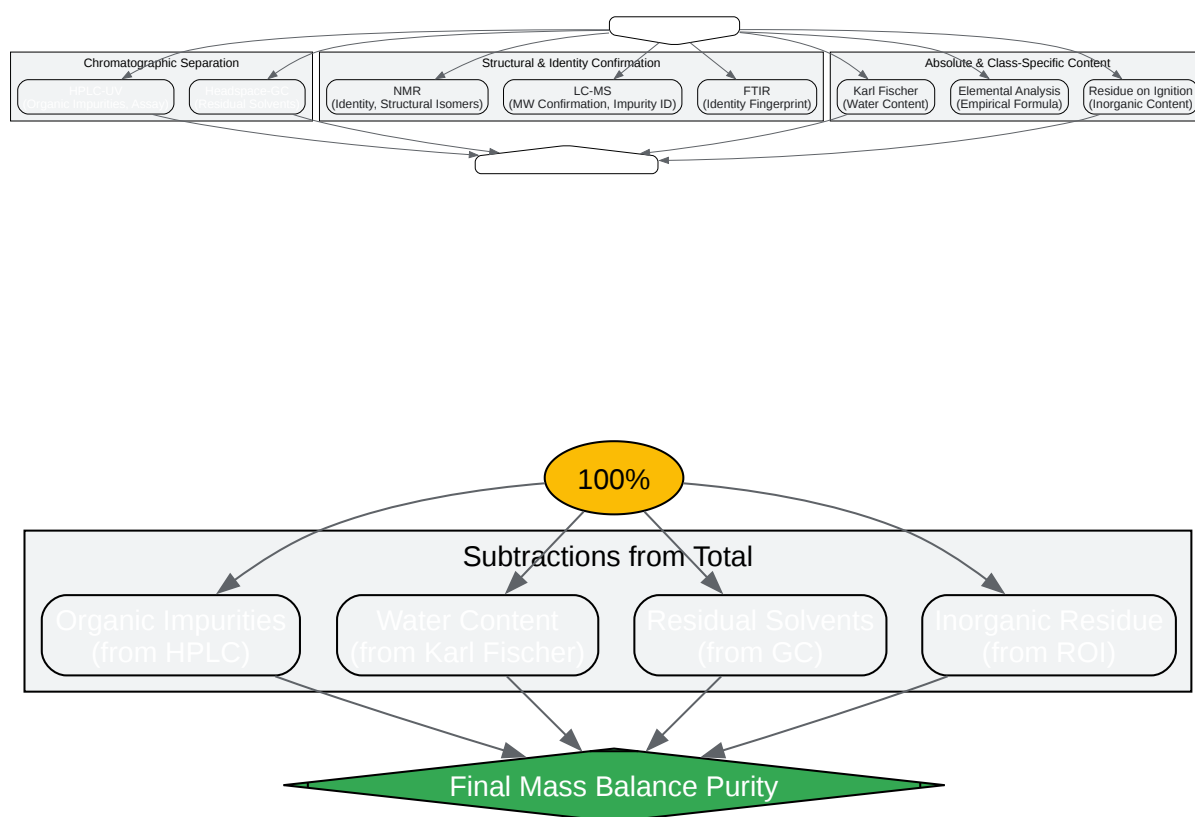 Chromatographic Separation
Structural & Identity Confirmation
Absolute & Class-Specific Content
HPLC-UV
(Organic Impurities, Assay)
Headspace-GC
(Residual Solvents)
NMR
(Identity, Structural Isomers)
LC-MS
(MW Confirmation, Impurity ID)
FTIR
(Identity Fingerprint)
Karl Fischer
(Water Content)
Elemental Analysis
(Empirical Formula)
Residue on Ignition
(Inorganic Content)
100%
Subtractions from Total
Organic Impurities
(from HPLC)
Water Content
(from Karl Fischer)
Residual Solvents
(from GC)
Inorganic Residue
(from ROI)
Final Mass Balance Purity